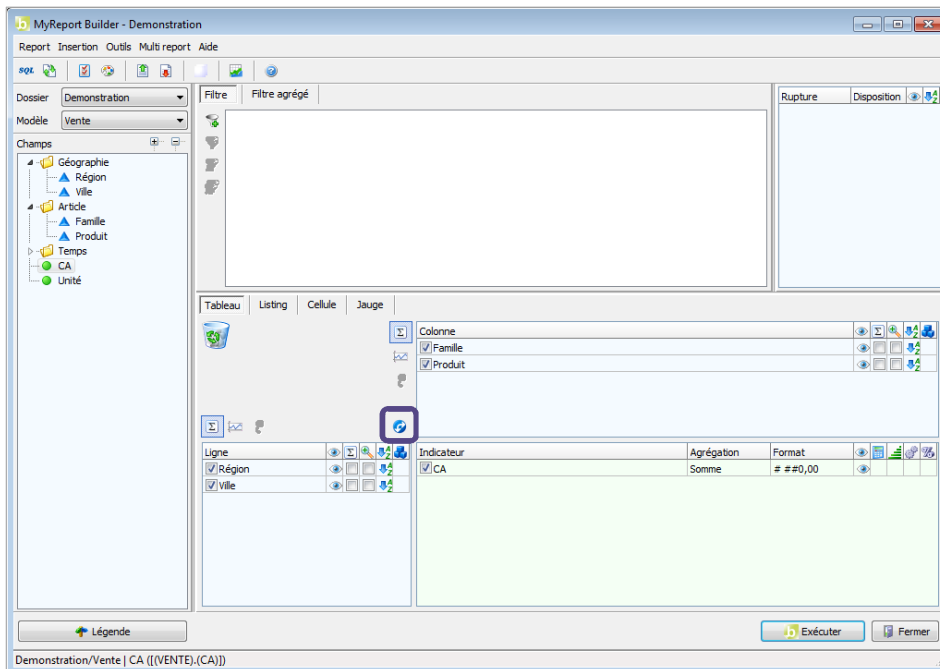 MyReport Builder - Demonstration
Report Insertion Outils Multi report Aide
SQL
Dossier Demonstration
Modèle Vente
Champs
Géographie
Région
Ville
Article
Famille
Produit
Temps
CA
Unité
Filtre Filtre agrégé
Rupture Disposition
Tableau Listing Cellule Jauge
Colonne
Famille
Produit
Ligne
Région
Ville
Indicateur Agrégation Format
CA Somme # ##0,00
Légende
Exécuter Fermer
Demonstration/Vente | CA ([(VENTE).(CA)])